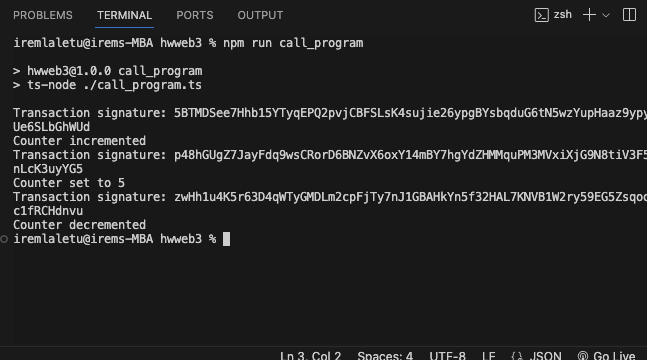 PROBLEMS TERMINAL PORTS OUTPUT zsh
iremlaletu@irems-MBA hwweb3 % npm run call_program
> hwweb3@1.0.0 call_program
> ts-node ./call_program.ts
Transaction signature: 5BTMDSee7Hhb15YTyqEPQ2pvjCBFSLsK4sujie26ypgBYsbqduG6tN5wzYupHaaz9ypy
Ue6SLbGhWUd
Counter incremented
Transaction signature: p48hGUgZ7JayFdq9wsCRorD6BNZvX6oxY14mBY7hgYdZHMMquPM3MVxiXjG9N8tiV3F5
nLcK3uyYG5
Counter set to 5
Transaction signature: zwHh1u4K5r63D4qWTyGMDLm2cpFjTy7nJ1GBAHkYn5f32HAL7KNVB1W2ry59EG5Zsqoc
c1fRCHdnvu
Counter decremented
iremlaletu@irems-MBA hwweb3 %
Ln 3, Col 2 Spaces: 4 UTF-8 LF {} JSON Go Live